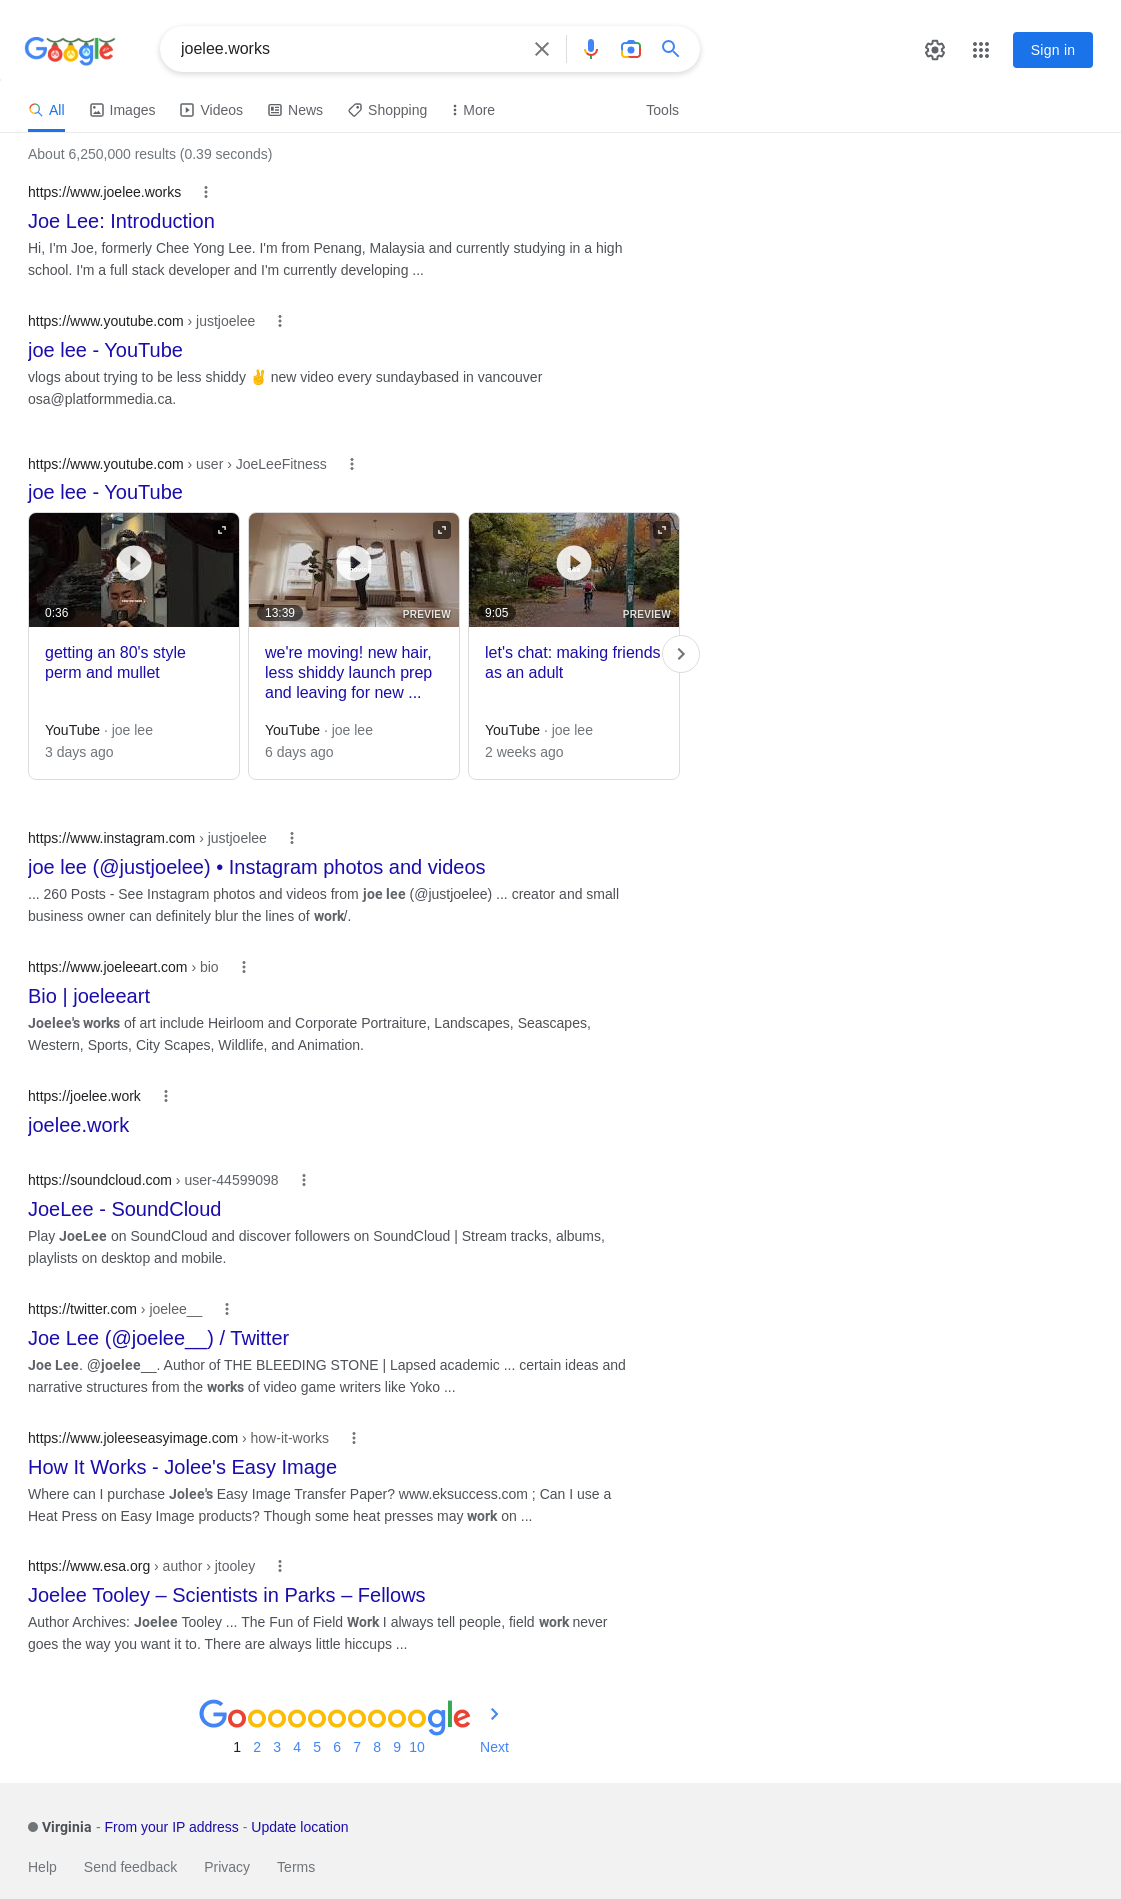 Google
joelee.works
Sign in
All Images Videos News Shopping More Tools
About 6,250,000 results (0.39 seconds)
https://www.joelee.works
Joe Lee: Introduction
Hi, I'm Joe, formerly Chee Yong Lee. I'm from Penang, Malaysia and currently studying in a high
school. I'm a full stack developer and I'm currently developing ...
https://www.youtube.com › justjoelee
joe lee - YouTube
vlogs about trying to be less shiddy ✌ new video every sundaybased in vancouver
osa@platformmedia.ca.
https://www.youtube.com › user › JoeLeeFitness
joe lee - YouTube
0:36
getting an 80's style
perm and mullet
YouTube · joe lee
3 days ago
13:39 PREVIEW
we're moving! new hair,
less shiddy launch prep
and leaving for new ...
YouTube · joe lee
6 days ago
9:05 PREVIEW
let's chat: making friends
as an adult
YouTube · joe lee
2 weeks ago
https://www.instagram.com › justjoelee
joe lee (@justjoelee) • Instagram photos and videos
... 260 Posts - See Instagram photos and videos from joe lee (@justjoelee) ... creator and small
business owner can definitely blur the lines of work/.
https://www.joeleeart.com › bio
Bio | joeleeart
Joelee's works of art include Heirloom and Corporate Portraiture, Landscapes, Seascapes,
Western, Sports, City Scapes, Wildlife, and Animation.
https://joelee.work
joelee.work
https://soundcloud.com › user-44599098
JoeLee - SoundCloud
Play JoeLee on SoundCloud and discover followers on SoundCloud | Stream tracks, albums,
playlists on desktop and mobile.
https://twitter.com › joelee__
Joe Lee (@joelee__) / Twitter
Joe Lee. @joelee__. Author of THE BLEEDING STONE | Lapsed academic ... certain ideas and
narrative structures from the works of video game writers like Yoko ...
https://www.joleeseasyimage.com › how-it-works
How It Works - Jolee's Easy Image
Where can I purchase Jolee's Easy Image Transfer Paper? www.eksuccess.com ; Can I use a
Heat Press on Easy Image products? Though some heat presses may work on ...
https://www.esa.org › author › jtooley
Joelee Tooley – Scientists in Parks – Fellows
Author Archives: Joelee Tooley ... The Fun of Field Work I always tell people, field work never
goes the way you want it to. There are always little hiccups ...
Goooooooooogle
1 2 3 4 5 6 7 8 9 10 Next
Virginia - From your IP address - Update location
Help Send feedback Privacy Terms